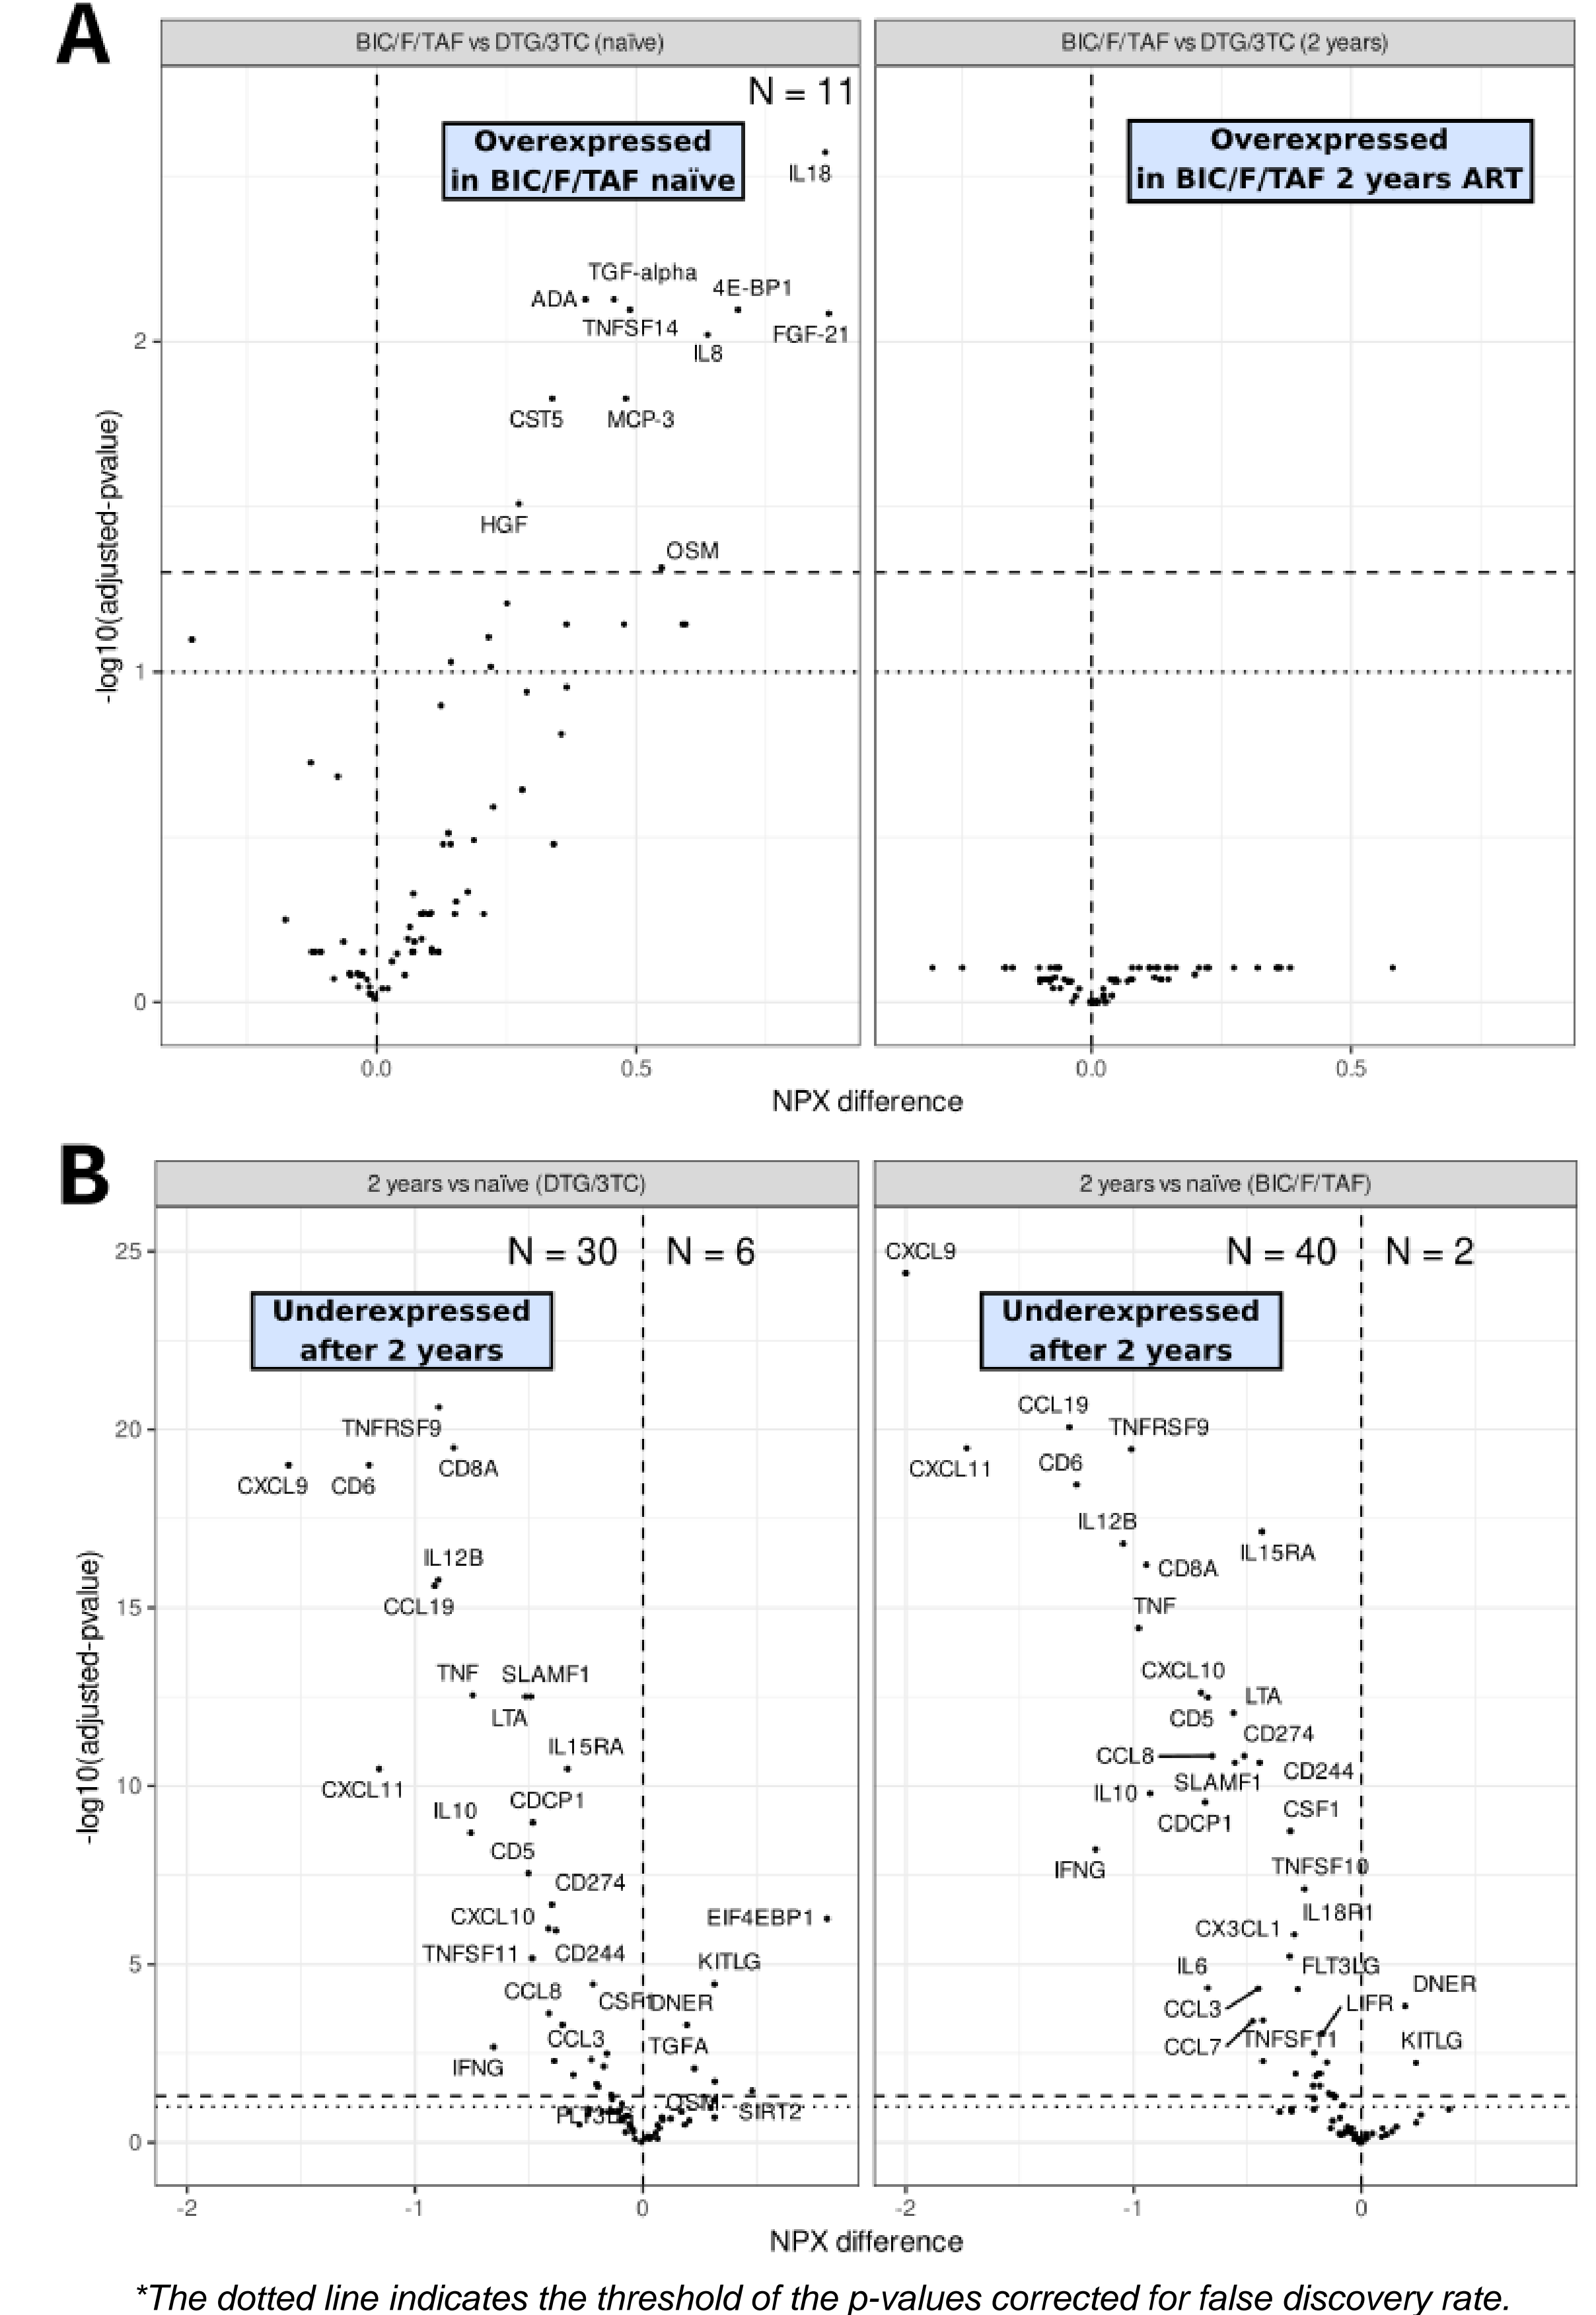 A
BIC/F/TAF vs DTG/3TC (naïve)
BIC/F/TAF vs DTG/3TC (2 years)
N = 11
Overexpressed
in BIC/F/TAF naïve
Overexpressed
in BIC/F/TAF 2 years ART
IL18
TGF-alpha
4E-BP1
ADA
TNFSF14
FGF-21
IL8
CST5
MCP-3
HGF
OSM
-log10(adjusted-pvalue)
2
1
0
0.0
0.5
0.0
0.5
NPX difference
B
2 years vs naïve (DTG/3TC)
2 years vs naïve (BIC/F/TAF)
N = 30
N = 6
Underexpressed
after 2 years
TNFRSF9
CD8A
CXCL9
CD6
IL12B
CCL19
TNF
SLAMF1
LTA
IL15RA
CXCL11
CDCP1
IL10
CD5
CD274
CXCL10
EIF4EBP1
TNFSF11
CD244
KITLG
CCL8
CSF1
DNER
CCL3
TGFA
IFNG
OSM
FLT3LG
SIRT2
N = 40
N = 2
CXCL9
Underexpressed
after 2 years
CCL19
TNFRSF9
CXCL11
CD6
IL12B
IL15RA
CD8A
TNF
CXCL10
LTA
CD5
CD274
CCL8
CD244
SLAMF1
IL10
CSF1
CDCP1
IFNG
TNFSF10
IL18R1
CX3CL1
IL6
FLT3LG
DNER
CCL3
LIFR
CCL7
TNFSF11
KITLG
-log10(adjusted-pvalue)
25
20
15
10
5
0
-2
-1
0
-2
-1
0
NPX difference
*The dotted line indicates the threshold of the p-values corrected for false discovery rate.